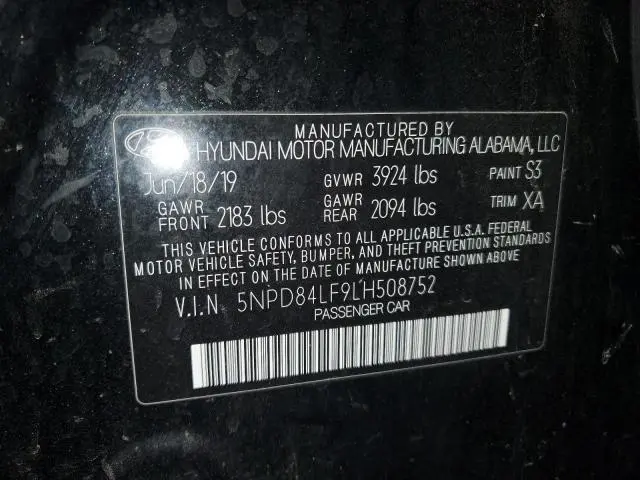 MANUFACTURED BY
HYUNDAI MOTOR MANUFACTURING ALABAMA, LLC
Jun/18/19 GVWR 3924 lbs PAINT S3
GAWR FRONT 2183 lbs GAWR REAR 2094 lbs TRIM XA
THIS VEHICLE CONFORMS TO ALL APPLICABLE U.S.A. FEDERAL
MOTOR VEHICLE SAFETY, BUMPER, AND THEFT PREVENTION STANDARDS
IN EFFECT ON THE DATE OF MANUFACTURE SHOWN ABOVE
V.I.N. 5NPD84LF9LH508752
PASSENGER CAR